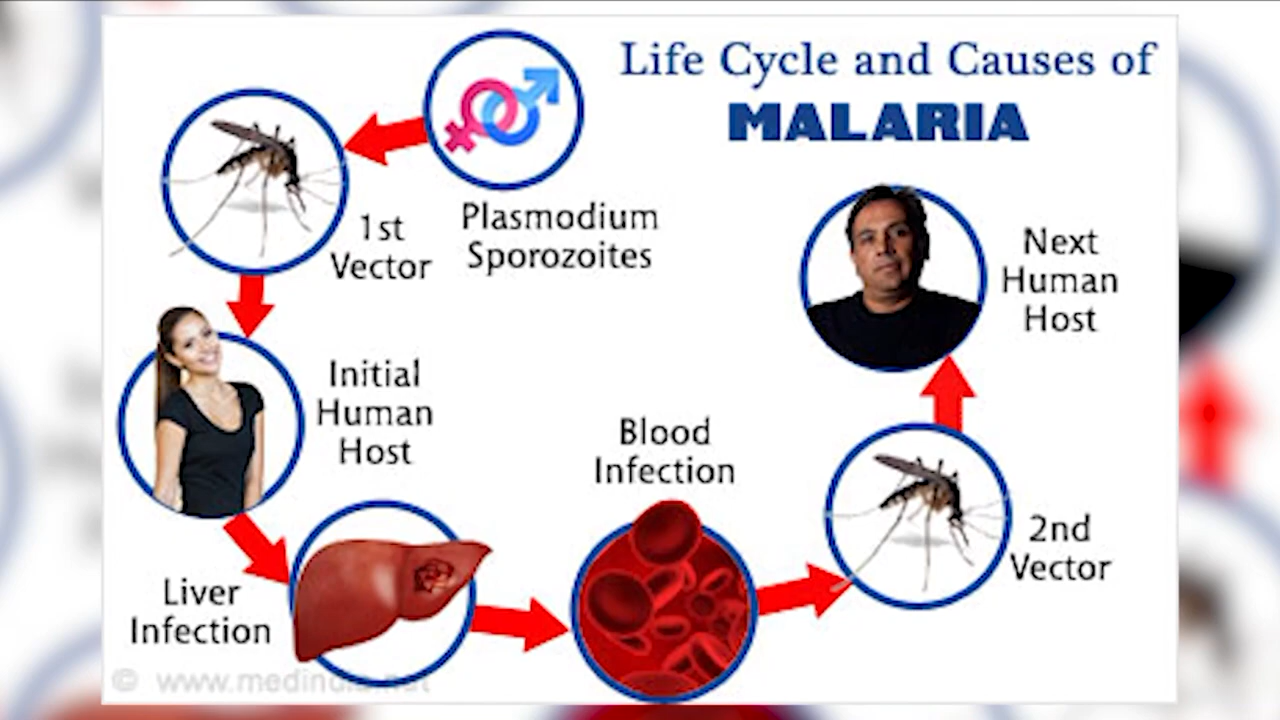 Life Cycle and Causes of
MALARIA
Plasmodium
Sporozoites
1st
Vector
Initial
Human
Host
Liver
Infection
Blood
Infection
2nd
Vector
Next
Human
Host
© www.medindia.net